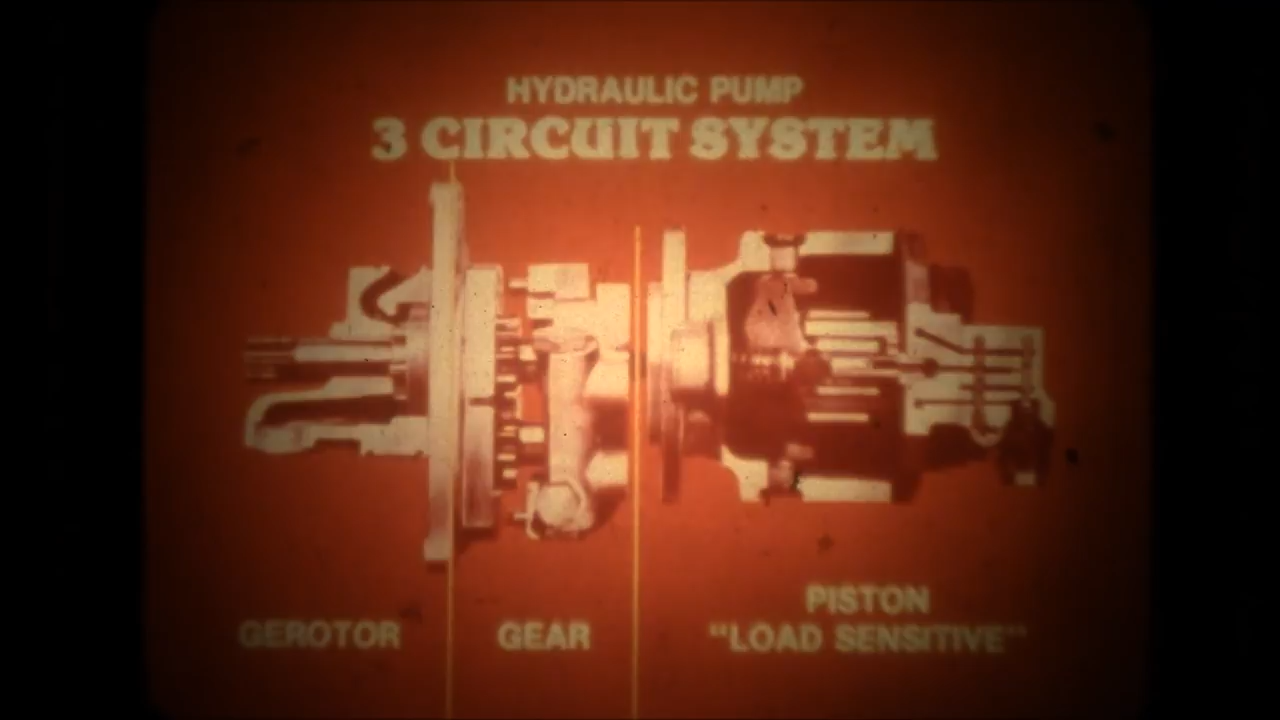 HYDRAULIC PUMP
3 CIRCUIT SYSTEM
GEROTOR
GEAR
PISTON
"LOAD SENSITIVE"